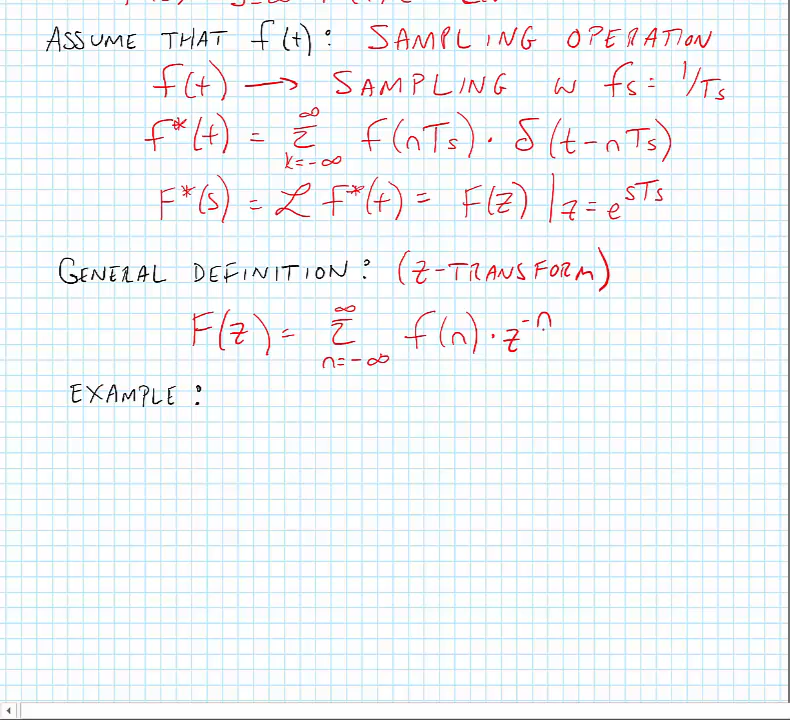 ASSUME THAT f(t): SAMPLING OPERATION
f(t) → SAMPLING w fs = 1/Ts
f*(t) = Σ_{k=-∞}^{∞} f(nTs) · δ(t-nTs)
F*(s) = ℒ f*(t) = F(z) |z = e^{sTs}
GENERAL DEFINITION: (Z-TRANSFORM)
F(z) = Σ_{n=-∞}^{∞} f(n) · z^{-n}
EXAMPLE: